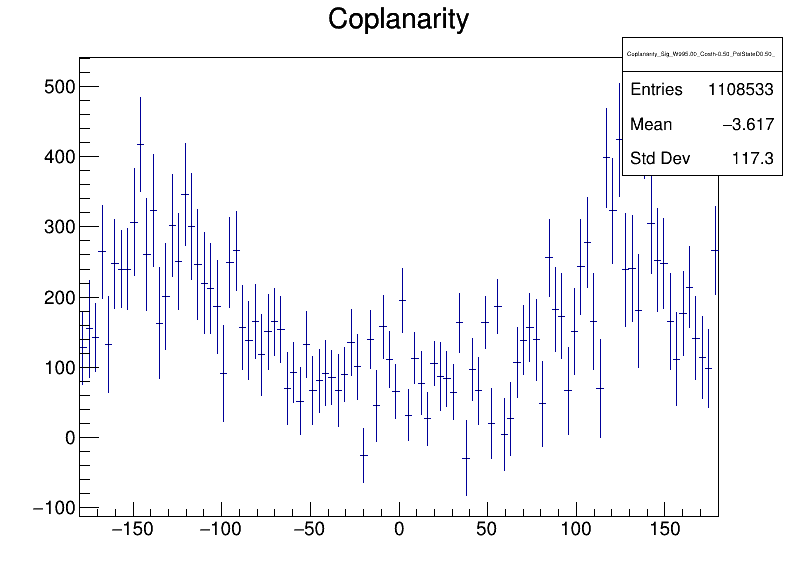 Coplanarity
Coplanarity_Sig_W995.00_Costh-0.50_PolStateD0.50_
Entries 1108533
Mean −3.617
Std Dev 117.3
500
400
300
200
100
0
−100
−150 −100 −50 0 50 100 150